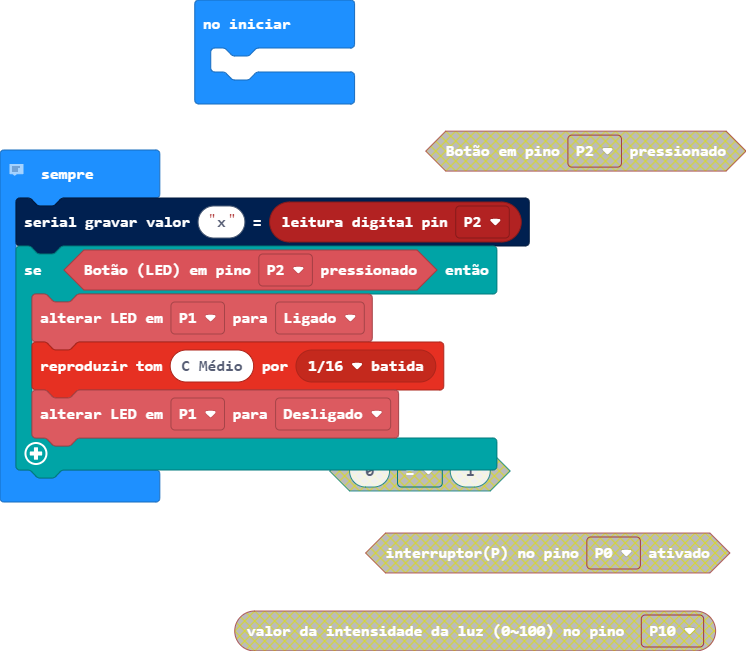 no iniciar
Botão em pino P2 pressionado
sempre
serial gravar valor "x" = leitura digital pin P2
se Botão (LED) em pino P2 pressionado então
alterar LED em P1 para Ligado
reproduzir tom C Médio por 1/16 batida
alterar LED em P1 para Desligado
0 = 1
interruptor(P) no pino P0 ativado
valor da intensidade da luz (0~100) no pino P10